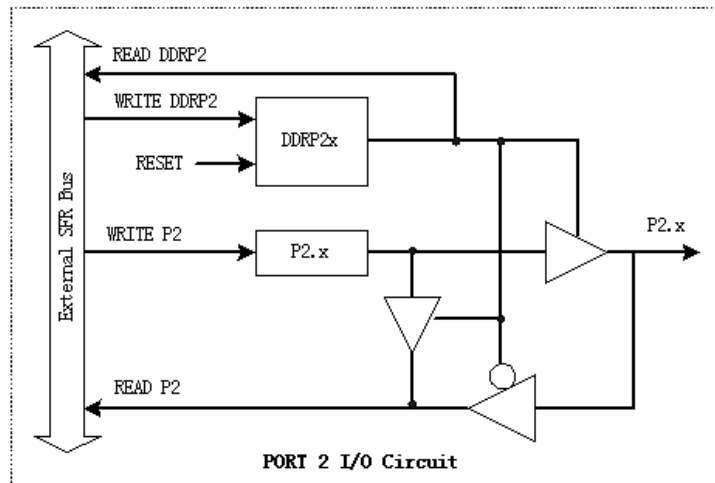 READ DDRP2
WRITE DDRP2
DDRP2x
RESET
External SFR Bus
P2.x
WRITE P2
P2.x
READ P2
PORT 2 I/O Circuit